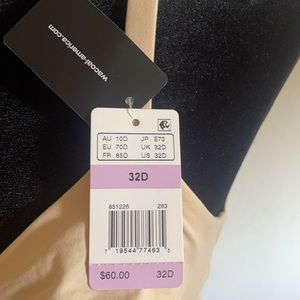 wacoal-america.com
AU 10D JP E70
EU 70D UK 32D
FR 85D US 32D
32D
851226 263
7 19544 77463 5
$60.00 32D